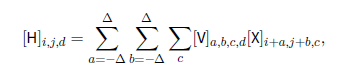 [H]_{i,j,d} = \sum_{a=-\Delta}^{\Delta} \sum_{b=-\Delta}^{\Delta} \sum_{c} [V]_{a,b,c,d} [X]_{i+a,j+b,c},